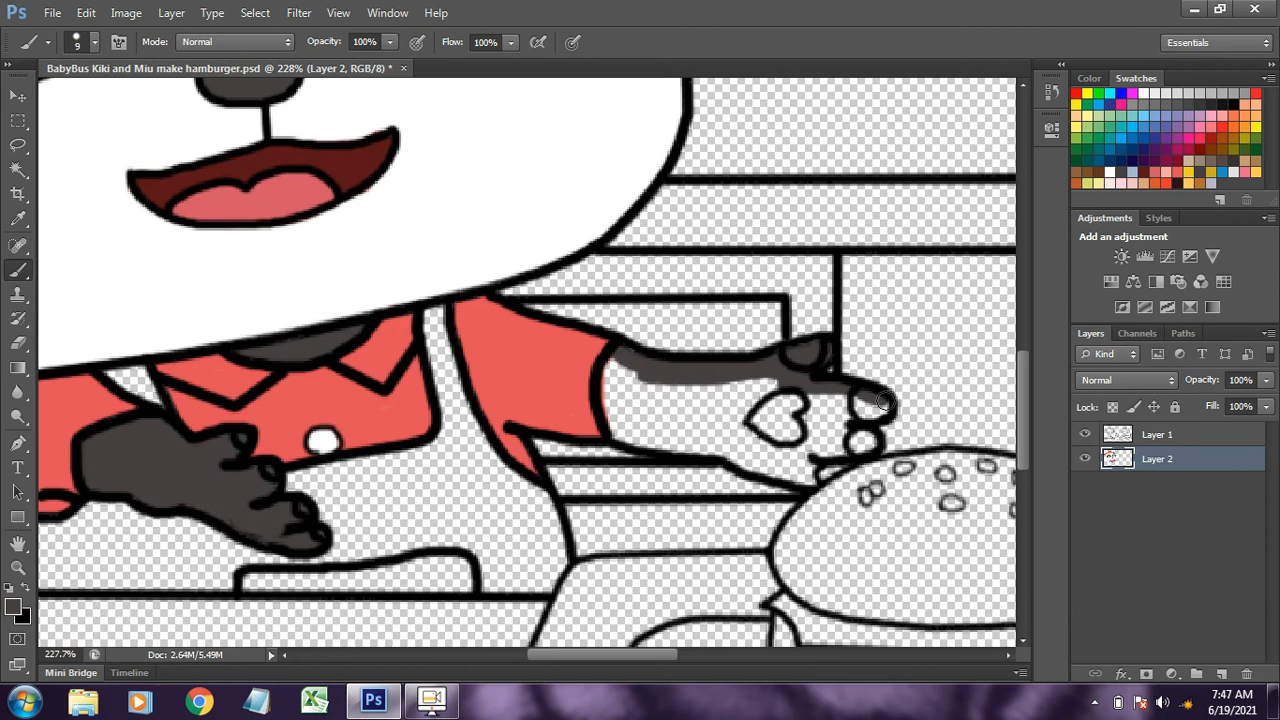 Ps File Edit Image Layer Type Select Filter View Window Help
9 Mode: Normal Opacity: 100% Flow: 100% Essentials
BabyBus Kiki and Miu make hamburger.psd @ 228% (Layer 2, RGB/8) * ×
Color Swatches
Adjustments Styles
Add an adjustment
Layers Channels Paths
Kind
Normal Opacity: 100%
Lock: Fill: 100%
Layer 1
Layer 2
227.7% Doc: 2.64M/5.49M
Mini Bridge Timeline
Ps 7:47 AM
6/19/2021